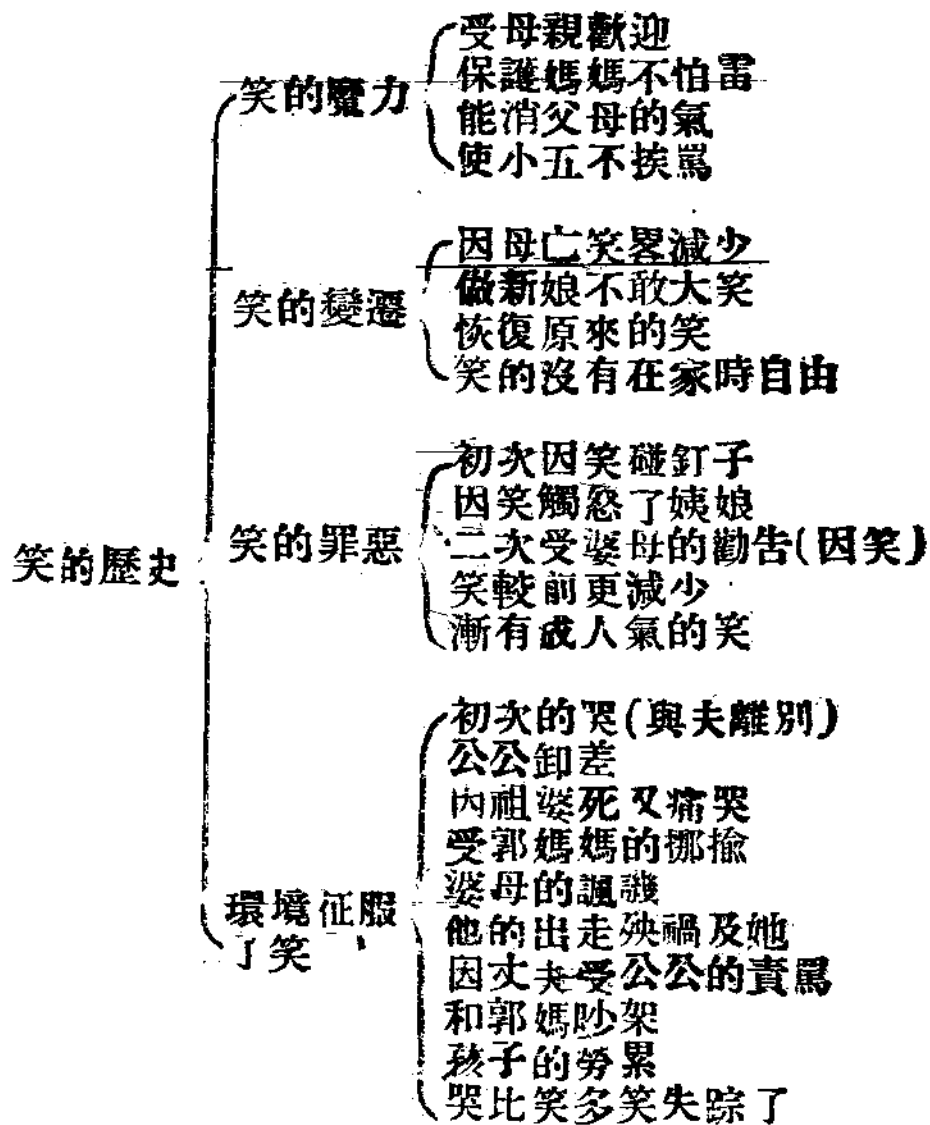 笑的歷史
笑的魔力
受母親歡迎
保護媽媽不怕雷
能消父母的氣
使小五不挨罵
笑的變遷
因母亡笑畧減少
做新娘不敢大笑
恢復原來的笑
笑的沒有在家時自由
笑的罪惡
初次因笑碰釘子
因笑觸怒了姨娘
二次受婆母的勸告(因笑)
笑較前更減少
漸有成人氣的笑
環境征服
了笑
初次的哭(與夫離別)
公公卸差
內祖婆死又痛哭
受郭媽媽的揶揄
婆母的諷譏
他的出走殃禍及她
因丈夫受公公的責罵
和郭媽吵架
孩子的勞累
哭比笑多笑失踪了